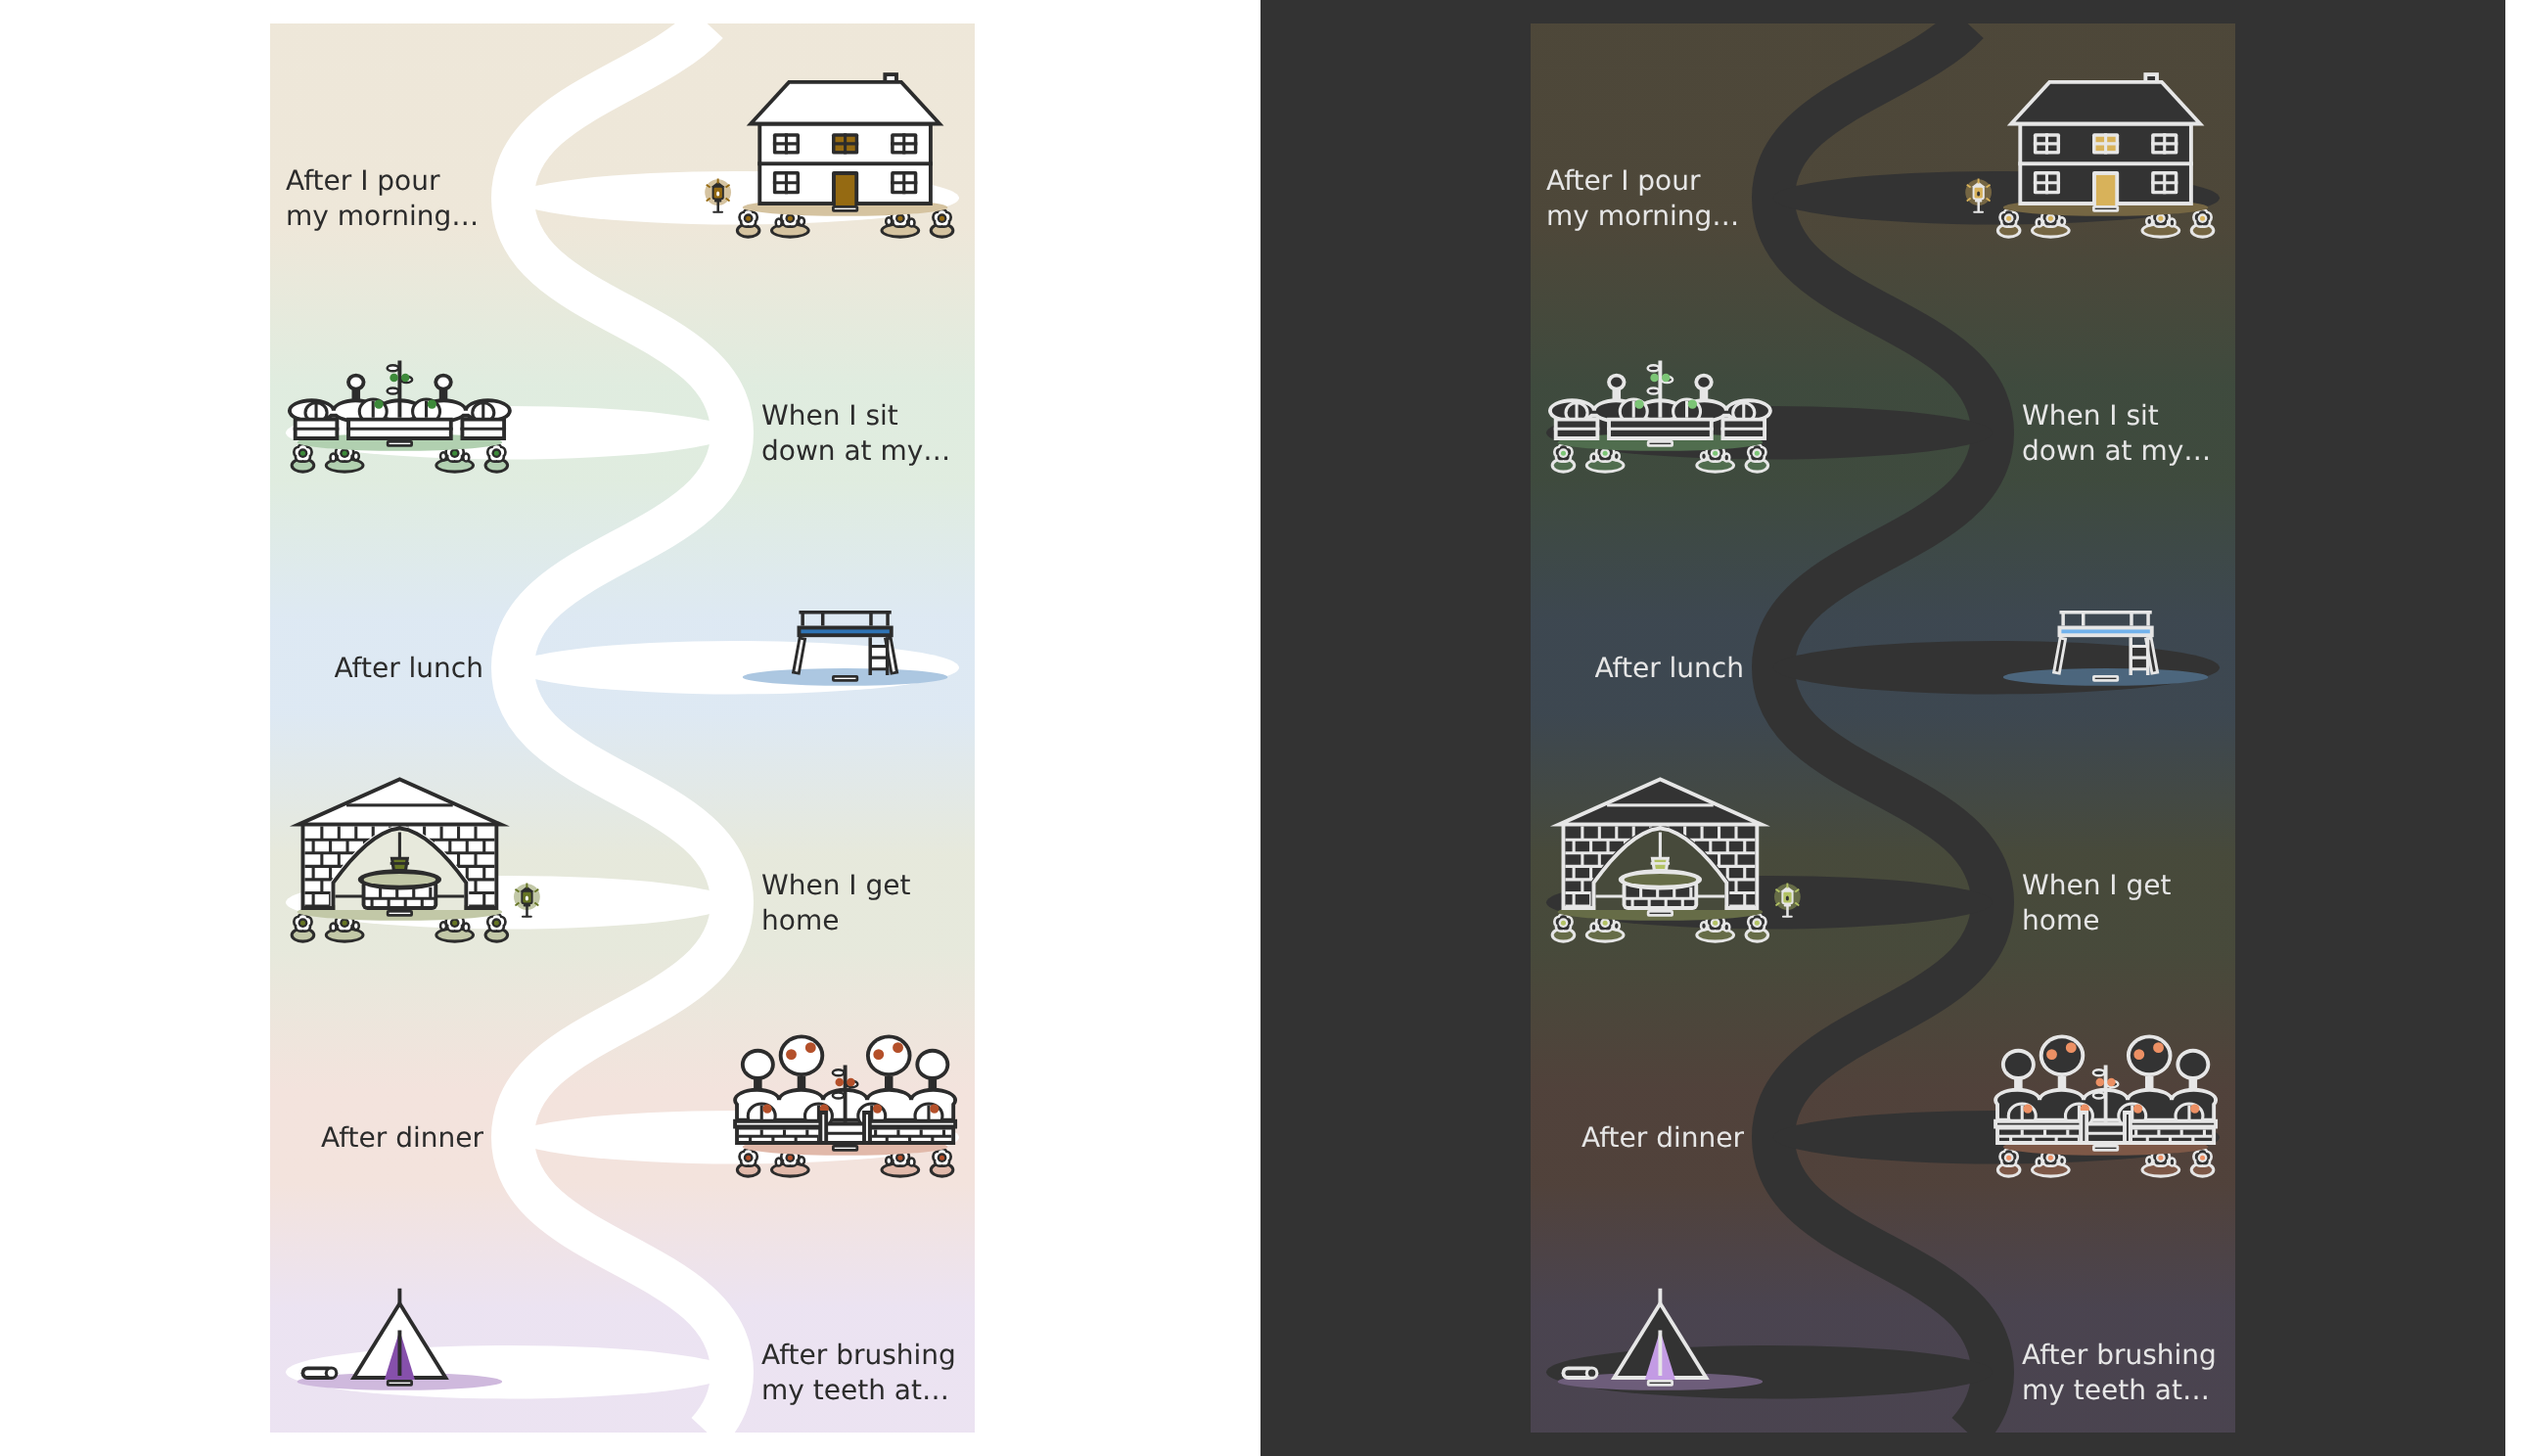 After I pour
my morning…
When I sit
down at my…
After lunch
When I get
home
After dinner
After brushing
my teeth at…
After I pour
my morning…
When I sit
down at my…
After lunch
When I get
home
After dinner
After brushing
my teeth at…